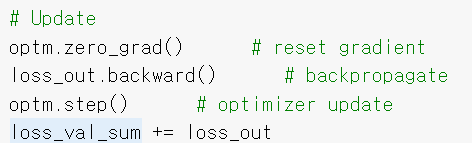 # Update
optm.zero_grad()      # reset gradient
loss_out.backward()      # backpropagate
optm.step()      # optimizer update
loss_val_sum += loss_out